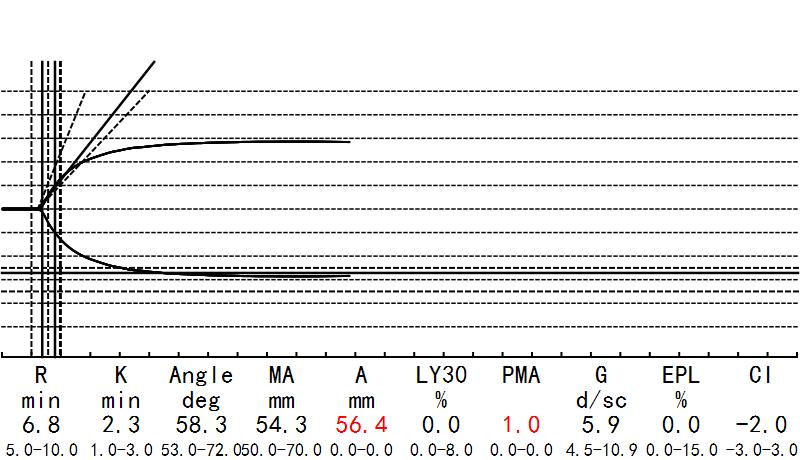 R K Angle MA A LY30 PMA G EPL CI
min min deg mm mm % d/sc %
6.8 2.3 58.3 54.3 56.4 0.0 1.0 5.9 0.0 -2.0
5.0-10.0 1.0-3.0 53.0-72.0 50.0-70.0 0.0-0.0 0.0-8.0 0.0-0.0 4.5-10.9 0.0-15.0 -3.0-3.0